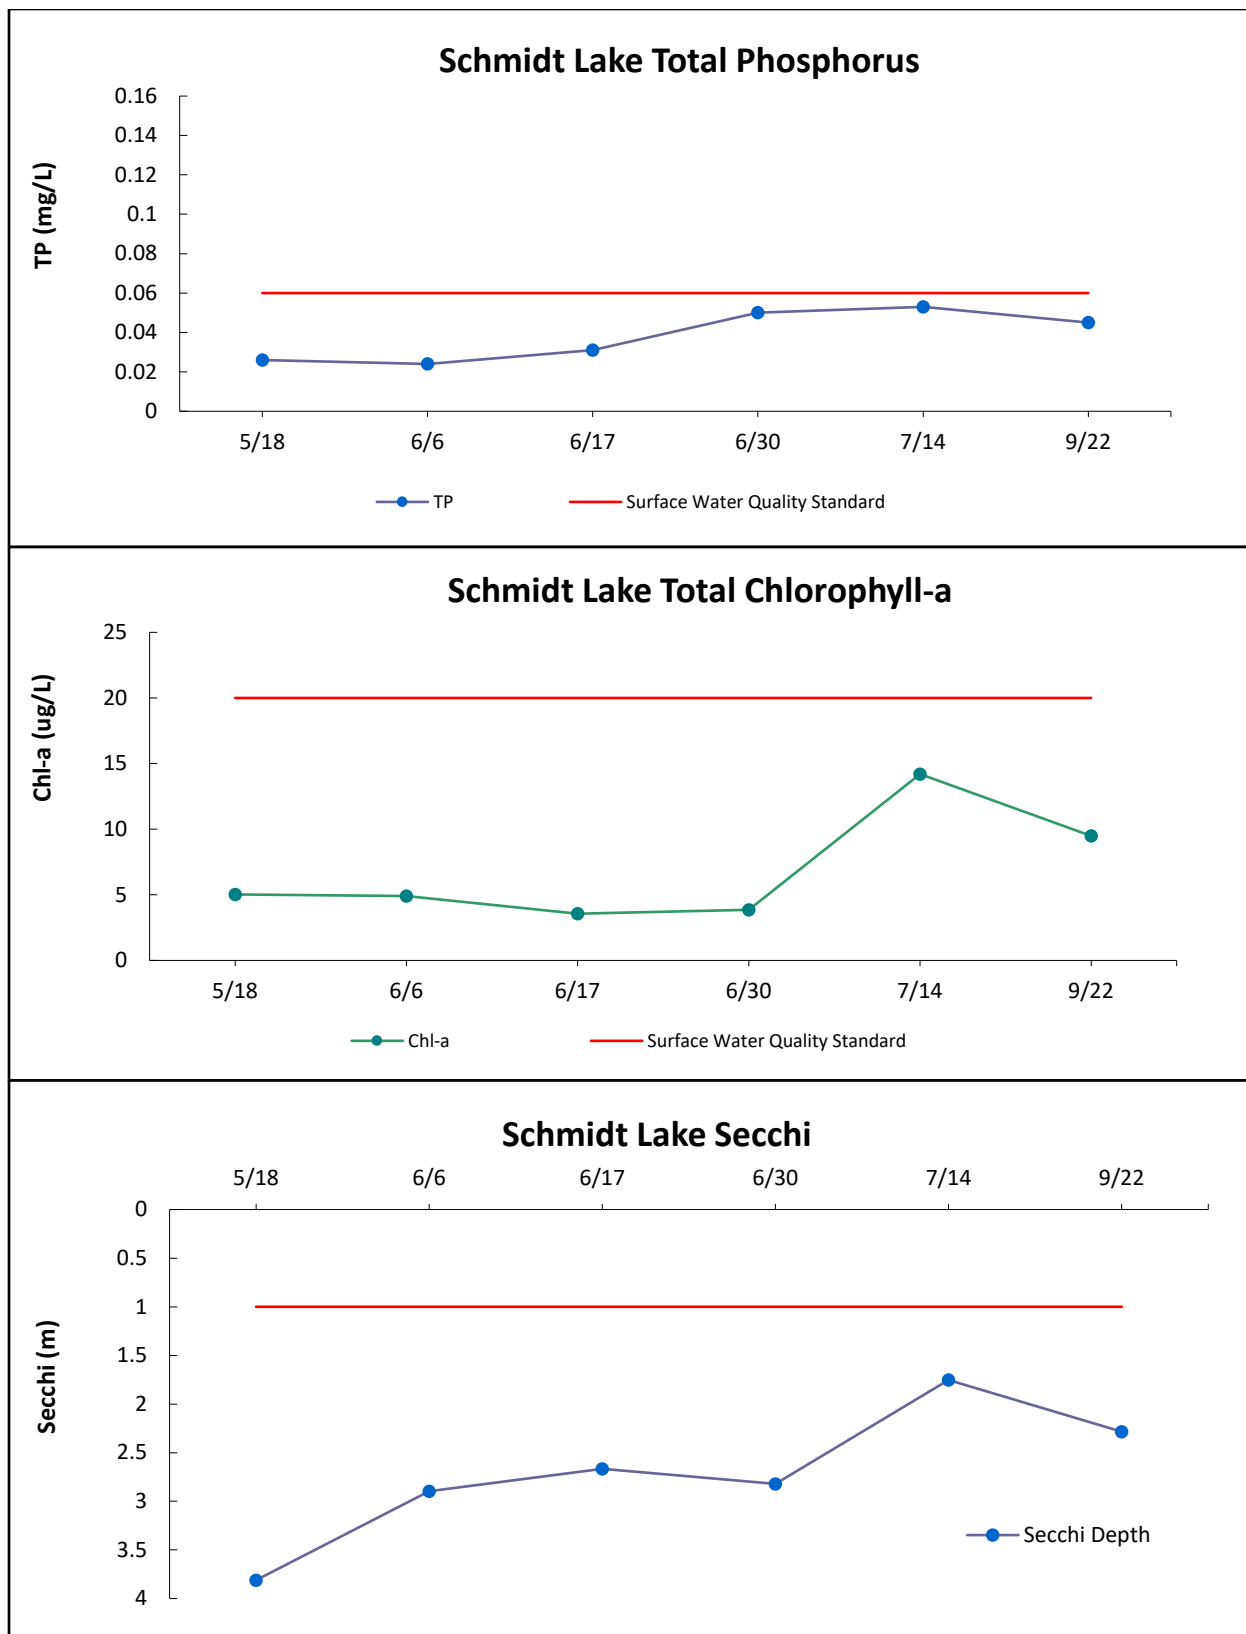 Schmidt Lake Total Phosphorus
TP (mg/L)
0.16
0.14
0.12
0.1
0.08
0.06
0.04
0.02
0
5/18 6/6 6/17 6/30 7/14 9/22
TP Surface Water Quality Standard
Schmidt Lake Total Chlorophyll-a
Chl-a (ug/L)
25
20
15
10
5
0
5/18 6/6 6/17 6/30 7/14 9/22
Chl-a Surface Water Quality Standard
Schmidt Lake Secchi
5/18 6/6 6/17 6/30 7/14 9/22
Secchi (m)
0
0.5
1
1.5
2
2.5
3
3.5
4
Secchi Depth